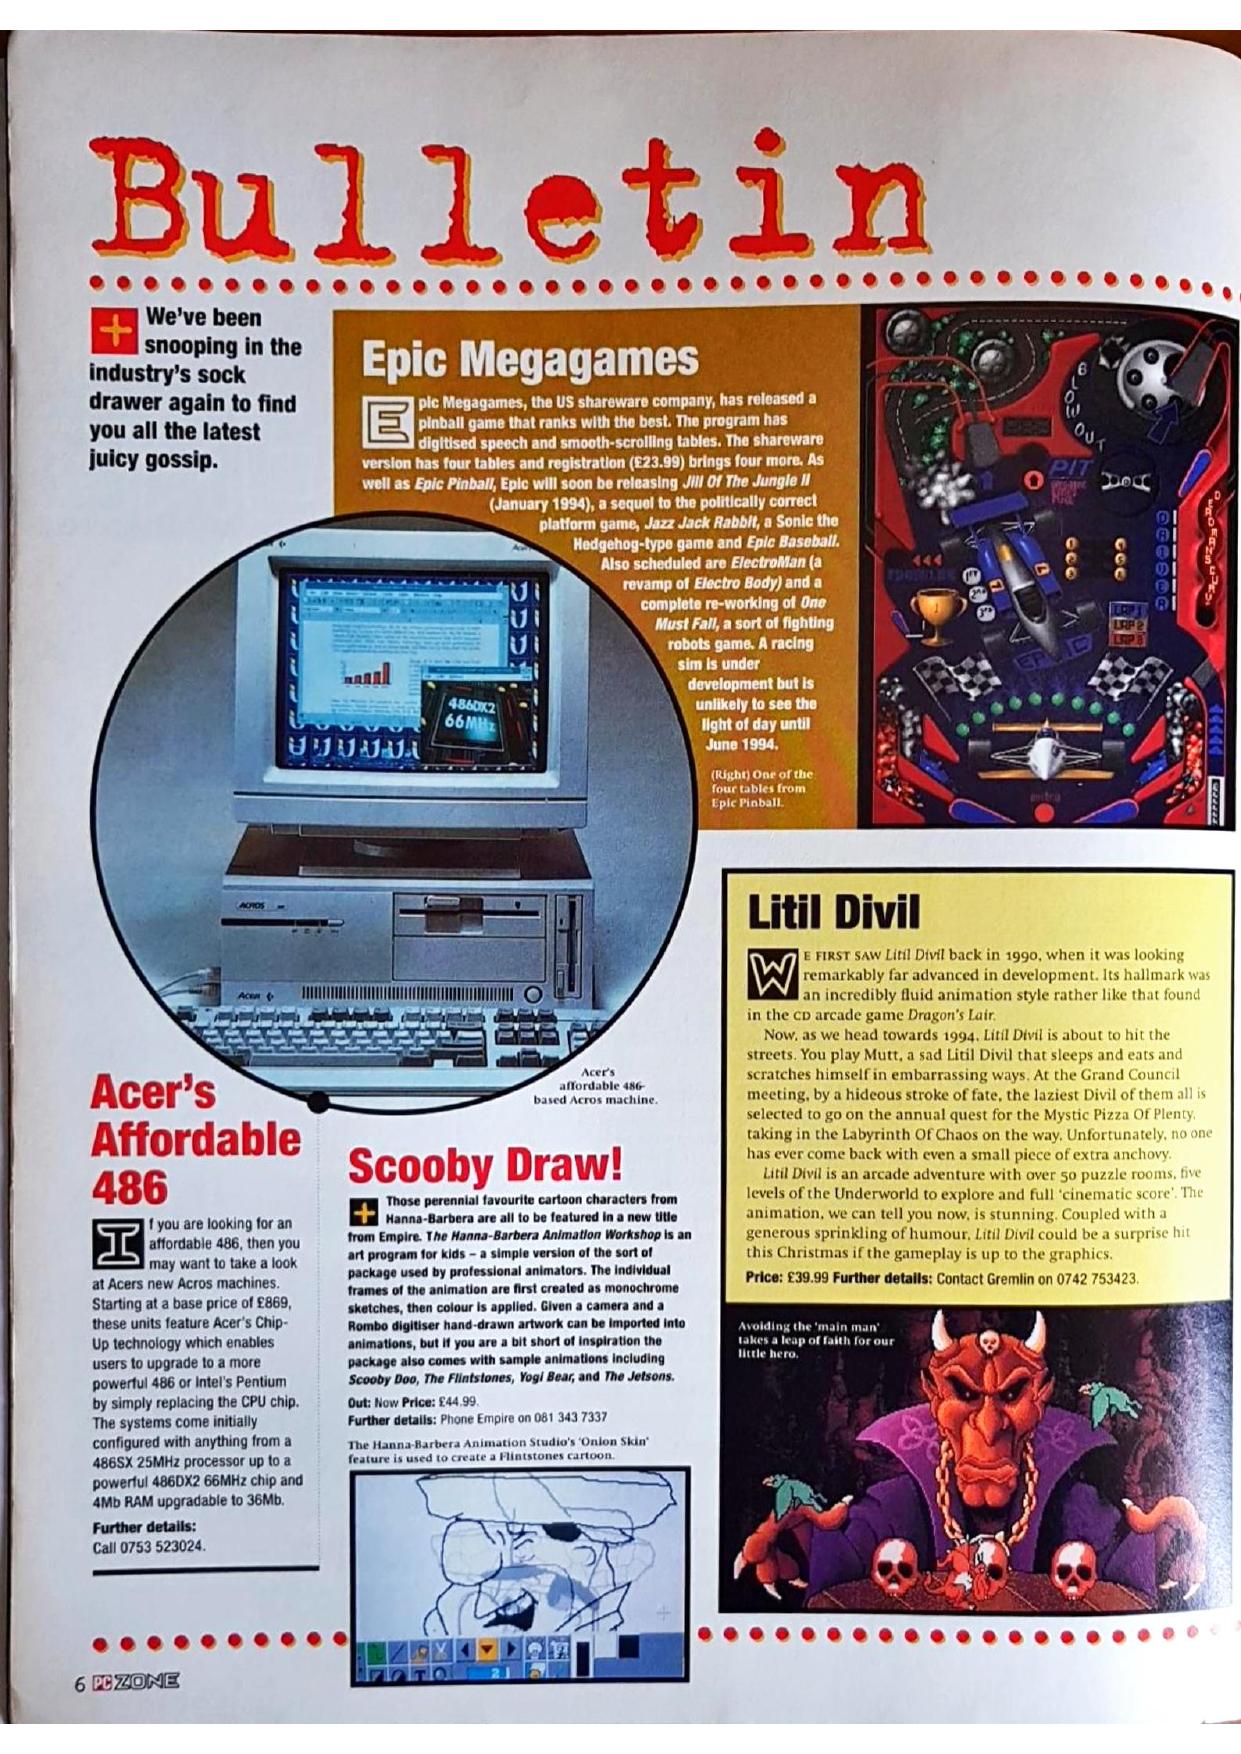 Bulletin
We've been
snooping in the
industry's sock
drawer again to find
you all the latest
juicy gossip.
Epic Megagames
Epic Megagames, the US shareware company, has released a
pinball game that ranks with the best. The program has
digitised speech and smooth-scrolling tables. The shareware
version has four tables and registration (£23.99) brings four more. As
well as Epic Pinball, Epic will soon be releasing Jill Of The Jungle II
(January 1994), a sequel to the politically correct
platform game, Jazz Jack Rabbit, a Sonic the
Hedgehog-type game and Epic Baseball.
Also scheduled are ElectroMan (a
revamp of Electro Body) and a
complete re-working of One
Must Fall, a sort of fighting
robots game. A racing
sim is under
development but is
unlikely to see the
light of day until
June 1994.
(Right) One of the
four tables from
Epic Pinball.
BLOW OUT
PIT
DEADMANS CURVE
DRIVER
1ST
2ND
3RD
LAP 1
LAP 2
LAP 3
EPIC
extra
486DX2
66MHz
ACROS
Acer
Acer's
affordable 486-
based Acros machine.
Acer's
Affordable
486
If you are looking for an
affordable 486, then you
may want to take a look
at Acers new Acros machines.
Starting at a base price of £869,
these units feature Acer's Chip-
Up technology which enables
users to upgrade to a more
powerful 486 or Intel's Pentium
by simply replacing the CPU chip.
The systems come initially
configured with anything from a
486SX 25MHz processor up to a
powerful 486DX2 66MHz chip and
4Mb RAM upgradable to 36Mb.
Further details:
Call 0753 523024.
Scooby Draw!
Those perennial favourite cartoon characters from
Hanna-Barbera are all to be featured in a new title
from Empire. The Hanna-Barbera Animation Workshop is an
art program for kids – a simple version of the sort of
package used by professional animators. The individual
frames of the animation are first created as monochrome
sketches, then colour is applied. Given a camera and a
Rombo digitiser hand-drawn artwork can be imported into
animations, but if you are a bit short of inspiration the
package also comes with sample animations including
Scooby Doo, The Flintstones, Yogi Bear, and The Jetsons.
Out: Now Price: £44.99.
Further details: Phone Empire on 081 343 7337
The Hanna-Barbera Animation Studio's 'Onion Skin'
feature is used to create a Flintstones cartoon.
Litil Divil
WE FIRST SAW Litil Divil back in 1990, when it was looking
remarkably far advanced in development. Its hallmark was
an incredibly fluid animation style rather like that found
in the CD arcade game Dragon's Lair.
Now, as we head towards 1994, Litil Divil is about to hit the
streets. You play Mutt, a sad Litil Divil that sleeps and eats and
scratches himself in embarrassing ways. At the Grand Council
meeting, by a hideous stroke of fate, the laziest Divil of them all is
selected to go on the annual quest for the Mystic Pizza Of Plenty,
taking in the Labyrinth Of Chaos on the way. Unfortunately, no one
has ever come back with even a small piece of extra anchovy.
Litil Divil is an arcade adventure with over 50 puzzle rooms, five
levels of the Underworld to explore and full 'cinematic score'. The
animation, we can tell you now, is stunning. Coupled with a
generous sprinkling of humour, Litil Divil could be a surprise hit
this Christmas if the gameplay is up to the graphics.
Price: £39.99 Further details: Contact Gremlin on 0742 753423.
Avoiding the 'main man'
takes a leap of faith for our
little hero.
6 PC ZONE